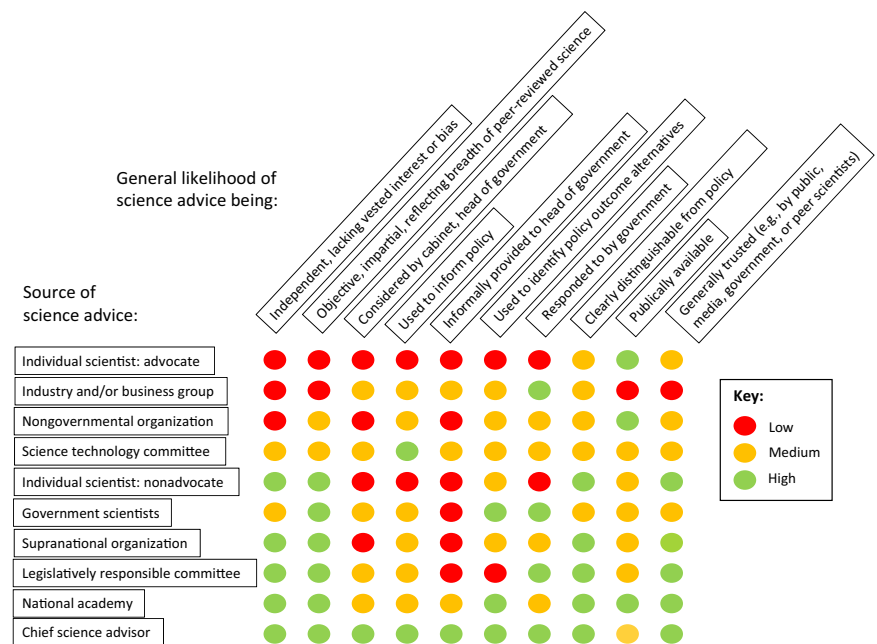 General likelihood of
science advice being:
Independent, lacking vested interest or bias
Objective, impartial, reflecting breadth of peer-reviewed science
Considered by cabinet, head of government
Used to inform policy
Informally provided to head of government
Used to identify policy outcome alternatives
Responded to by government
Clearly distinguishable from policy
Publically available
Generally trusted (e.g., by public,
media, government, or peer scientists)
Source of
science advice:
Individual scientist: advocate
Industry and/or business group
Nongovernmental organization
Science technology committee
Individual scientist: nonadvocate
Government scientists
Supranational organization
Legislatively responsible committee
National academy
Chief science advisor
Key:
Low
Medium
High